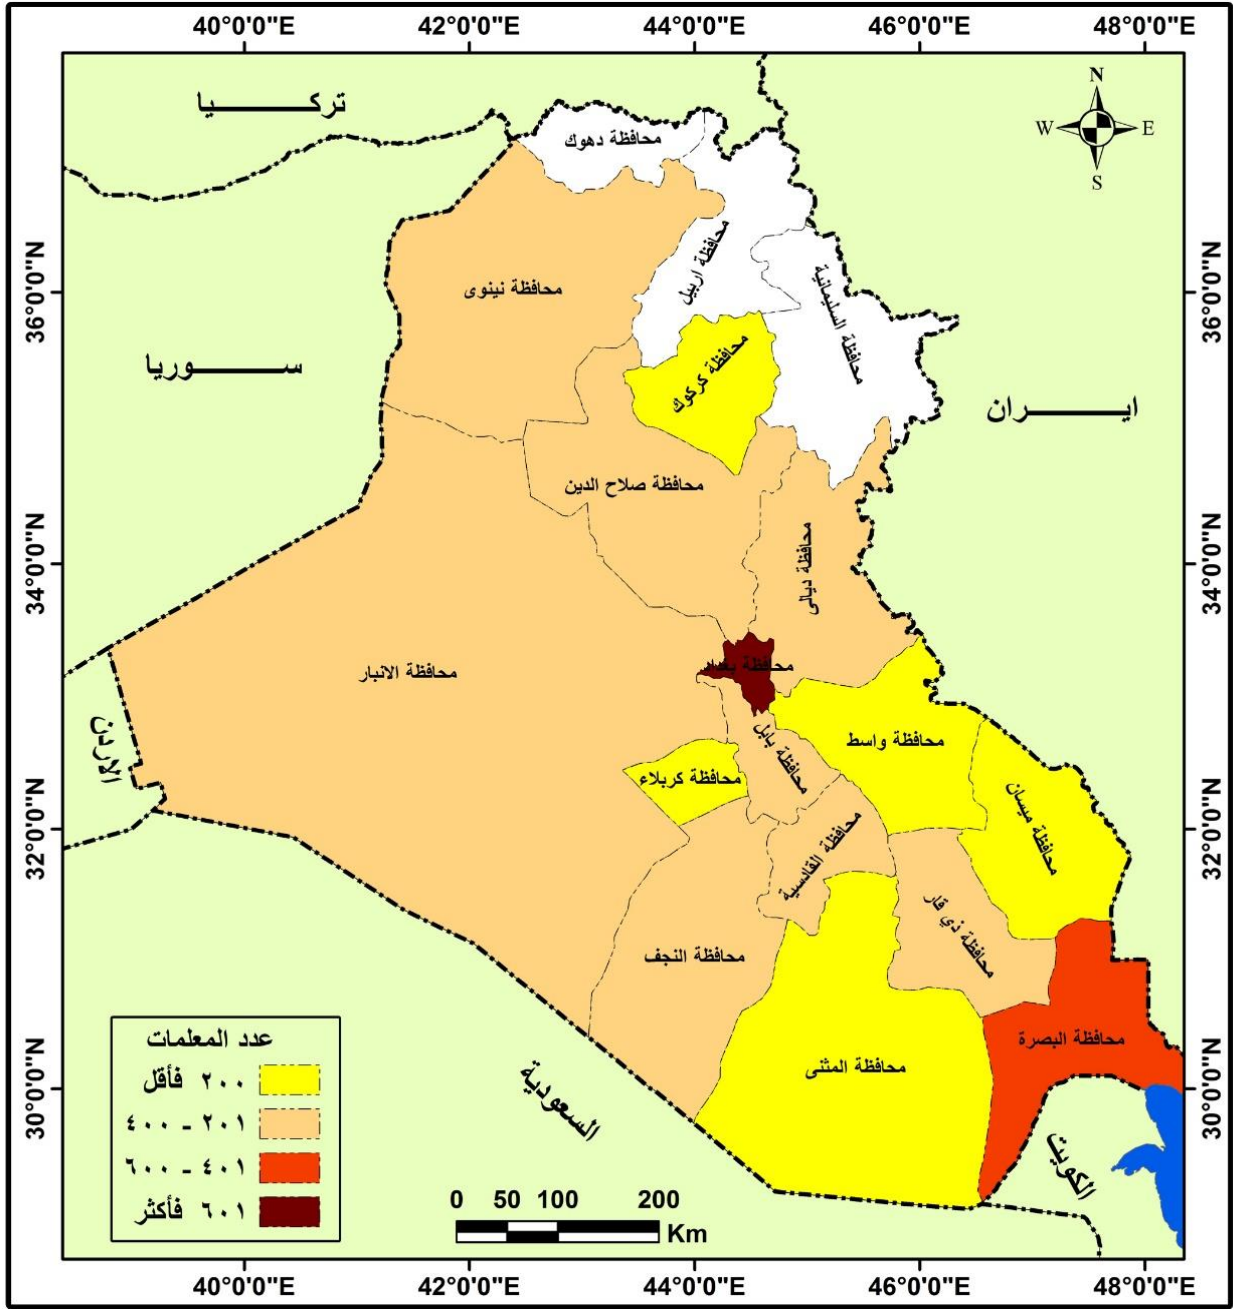 40°0'0"E 42°0'0"E 44°0'0"E 46°0'0"E 48°0'0"E
N
W E
S
تركـــــيا
محافظة دهوك
محافظة اربيل
محافظة السليمانية
36°0'0"N
36°0'0"N
محافظة نينوى
ســـــوريا
محافظة كركوك
ايـــــران
محافظة صلاح الدين
34°0'0"N
34°0'0"N
محافظة ديالى
محافظة الانبار
محافظة
الاردن
محافظة واسط
محافظة بابل
محافظة كربلاء
محافظة ميسان
32°0'0"N
32°0'0"N
محافظة القادسية
محافظة ذي قار
محافظة النجف
محافظة البصرة
محافظة المثنى
30°0'0"N
30°0'0"N
السعودية
الكويت
عدد المعلمات
٢٠٠ فأقل
٢٠١ - ٤٠٠
٤٠١ - ٦٠٠
٦٠١ فأكثر
0 50 100 200
Km
40°0'0"E 42°0'0"E 44°0'0"E 46°0'0"E 48°0'0"E